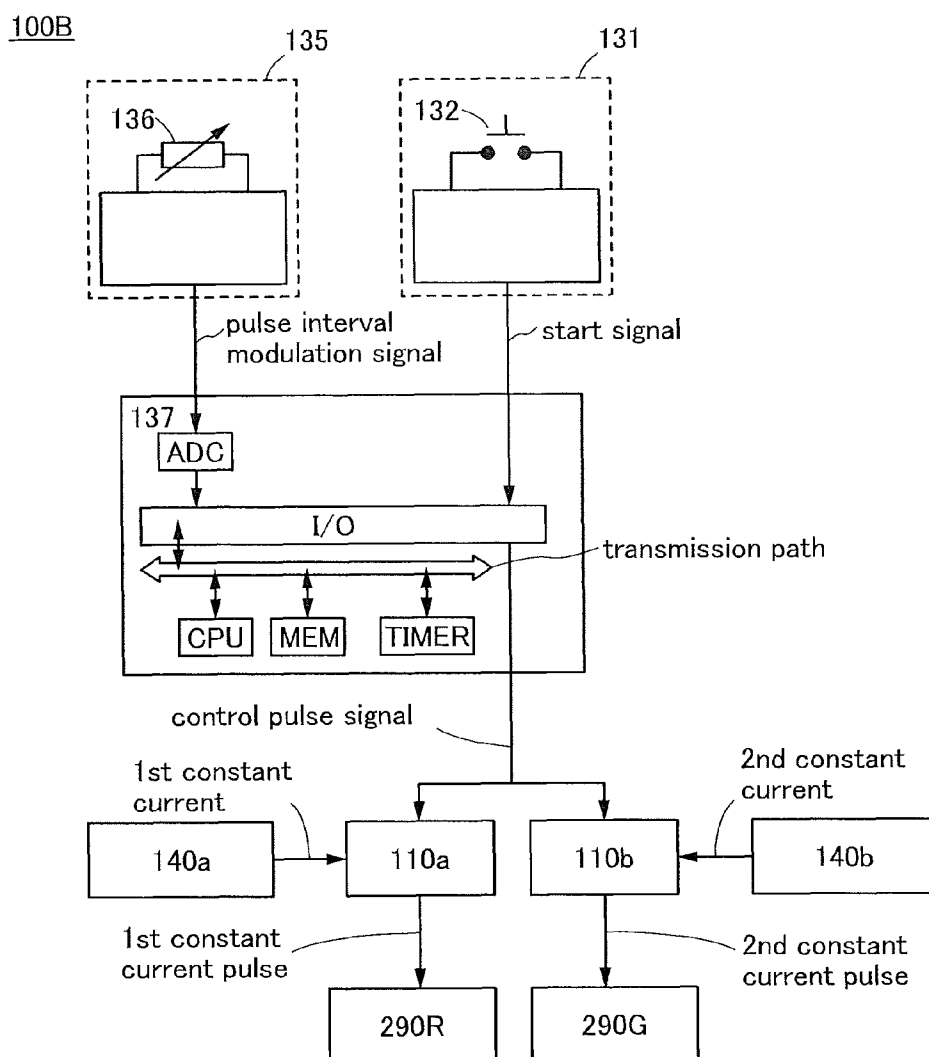 100B
135
131
136
132
pulse interval
modulation signal
start signal
137
ADC
I/O
transmission path
CPU
MEM
TIMER
control pulse signal
1st constant
current
2nd constant
current
140a
110a
110b
140b
1st constant
current pulse
2nd constant
current pulse
290R
290G